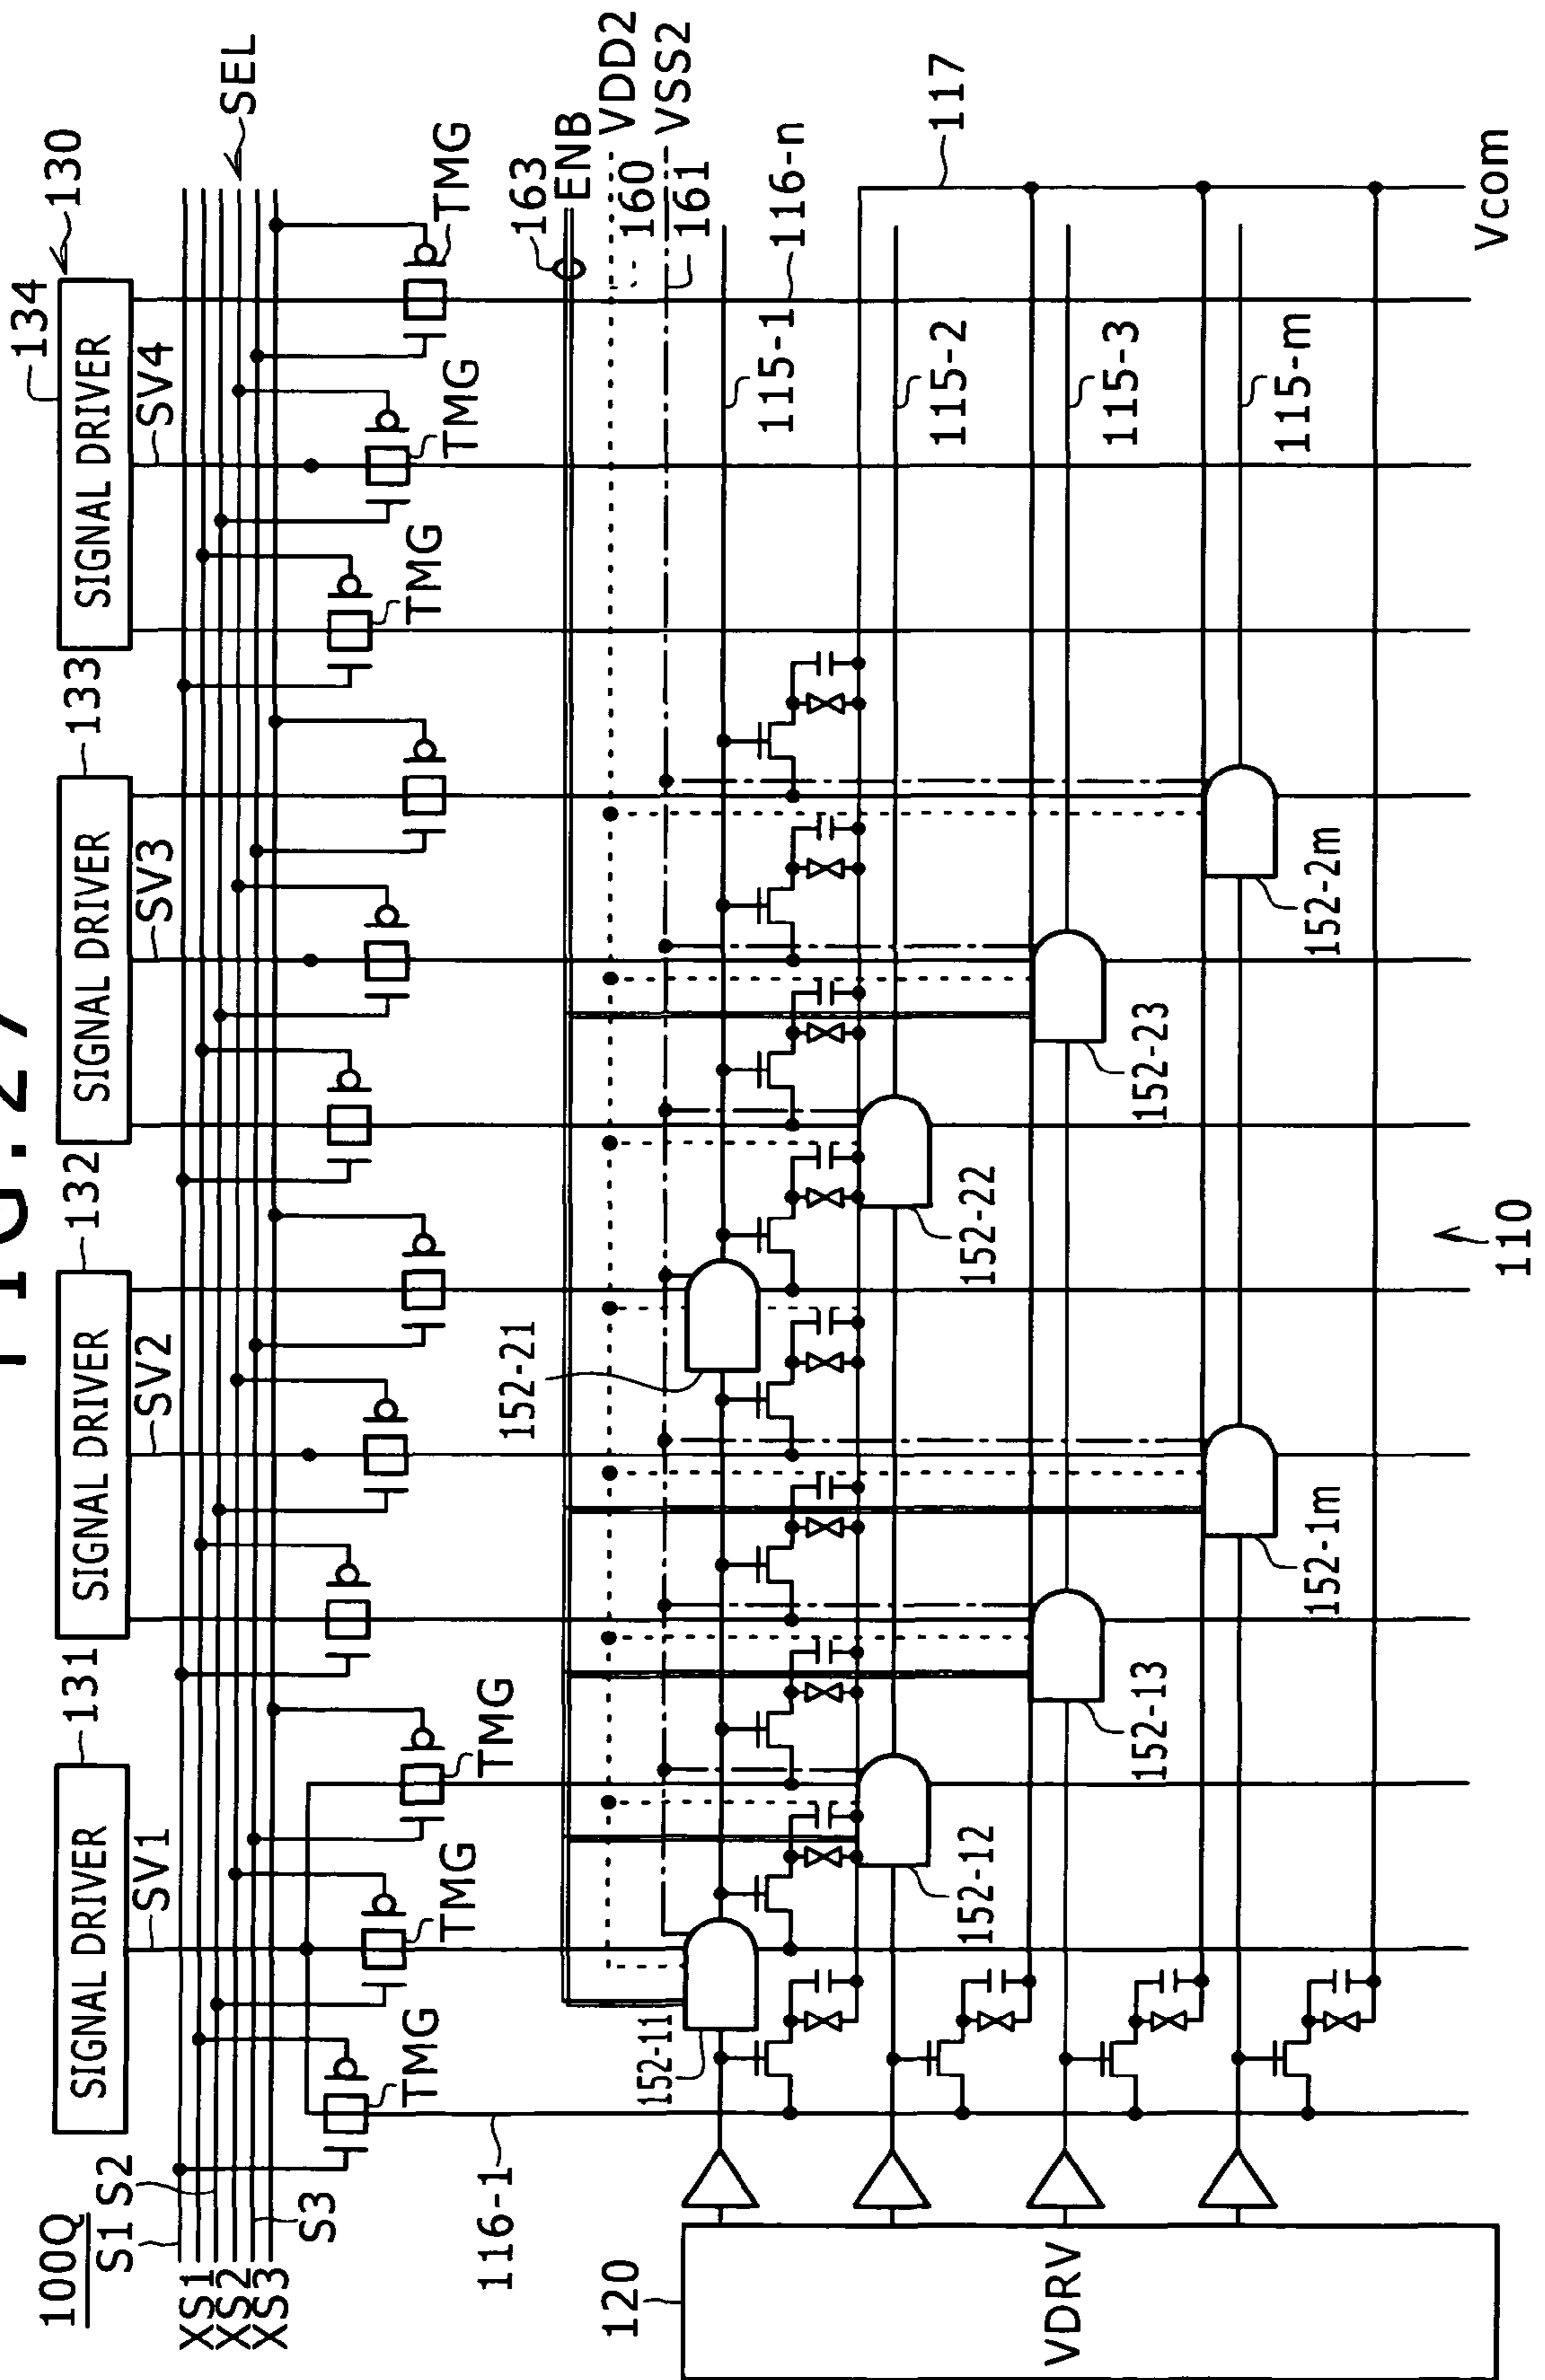 FIG. 27
100Q
S1
S2
S3
XS1
XS2
XS3
SIGNAL DRIVER
131
SV1
SIGNAL DRIVER
132
SV2
SIGNAL DRIVER
133
SV3
SIGNAL DRIVER
134
SV4
130
SEL
TMG
TMG
TMG
TMG
TMG
TMG
163
ENB
VDD2
160
VSS2
161
116-1
116-n
117
115-1
115-2
115-3
115-m
152-11
152-12
152-13
152-1m
152-21
152-22
152-23
152-2m
120
VDRV
110
Vcom